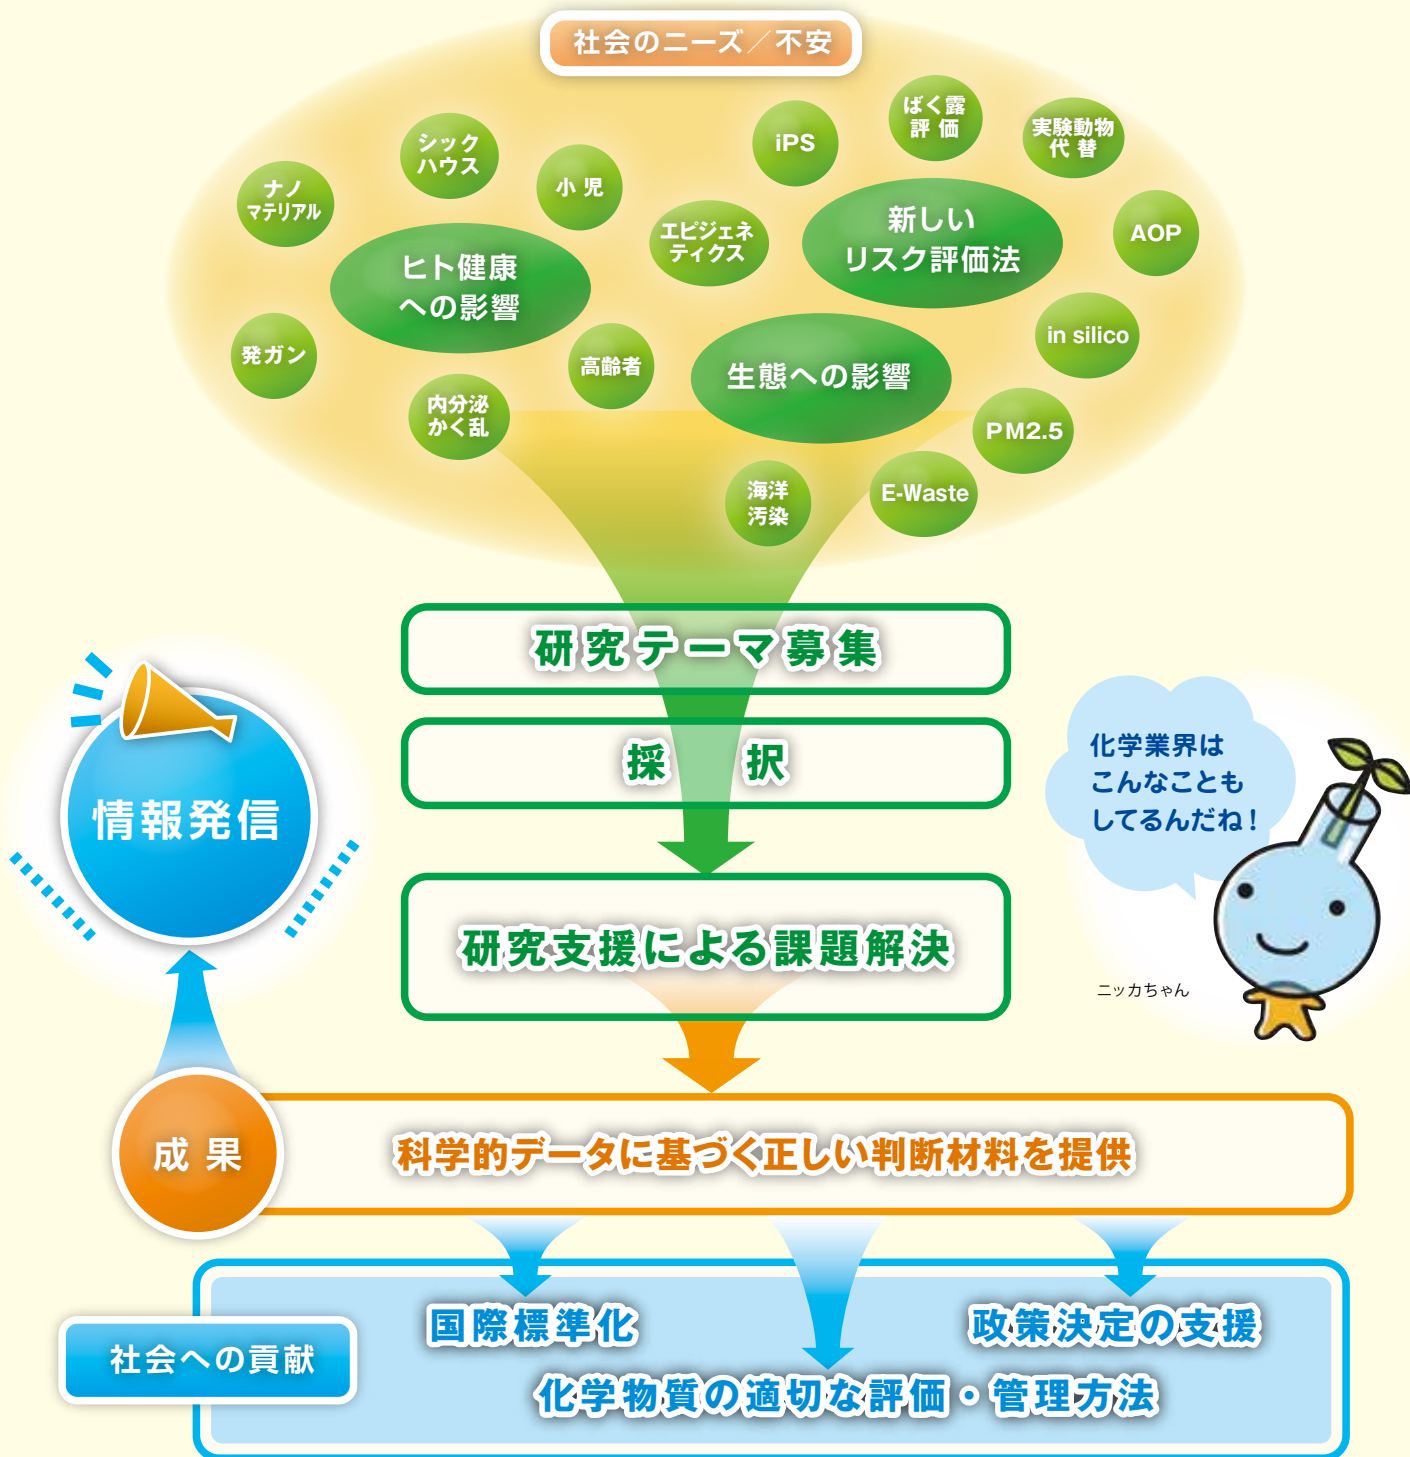 社会のニーズ／不安
シック
ハウス
小 児
iPS
ばく露
評 価
実験動物
代 替
ナノ
マテリアル
エピジェネ
ティクス
新しい
リスク評価法
AOP
ヒト健康
への影響
in silico
発ガン
高齢者
生態への影響
内分泌
かく乱
PM2.5
海洋
汚染
E-Waste
研究テーマ募集
採 択
化学業界は
こんなことも
してるんだね！
情報発信
研究支援による課題解決
ニッカちゃん
成 果
科学的データに基づく正しい判断材料を提供
国際標準化
政策決定の支援
社会への貢献
化学物質の適切な評価・管理方法